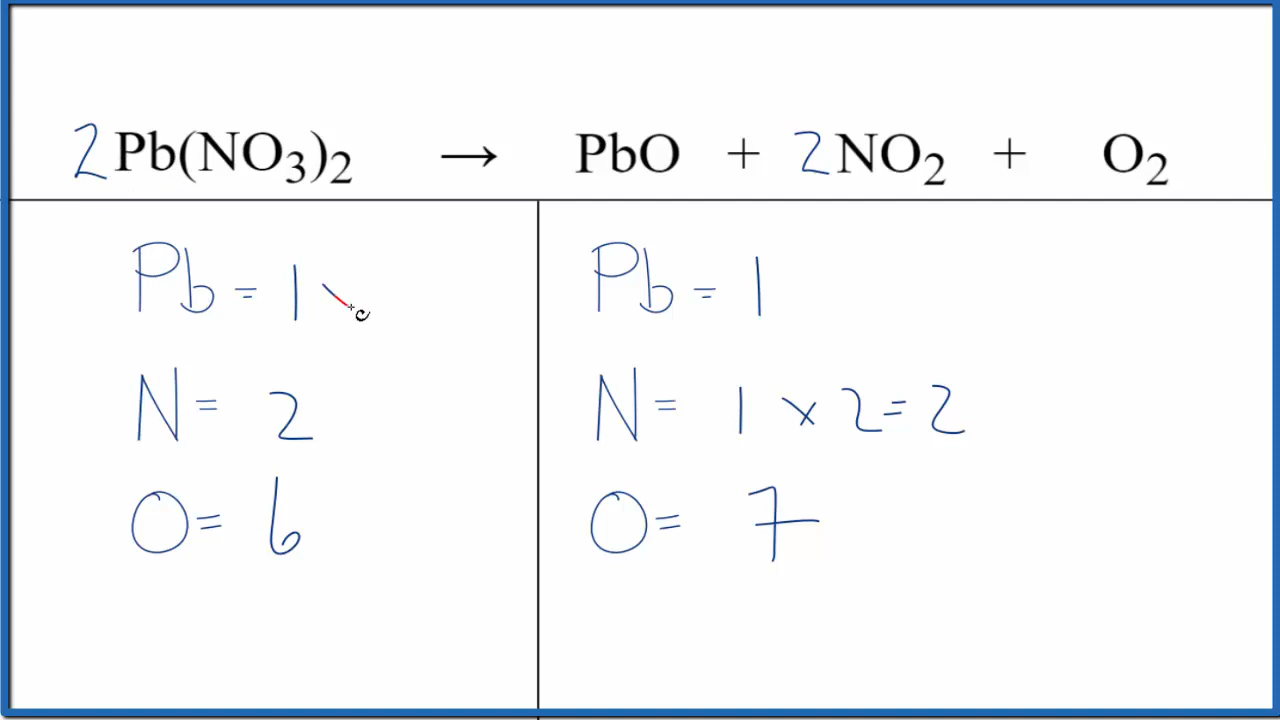 2Pb(NO₃)₂ → PbO + 2NO₂ + O₂
Pb = 1
N = 2
O = 6
Pb = 1
N = 1 × 2 = 2
O = 7